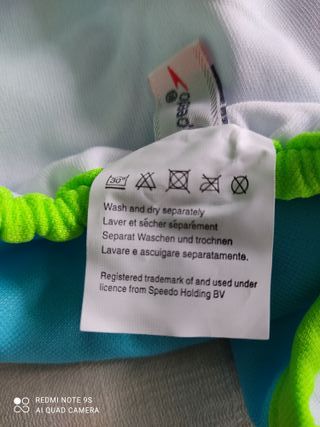 speedo®
30°
Wash and dry separately
Laver et sécher séparément
Separat Waschen und trochnen
Lavare e asciugare separatamente.
Registered trademark of and used under
licence from Speedo Holding BV
REDMI NOTE 9S
AI QUAD CAMERA